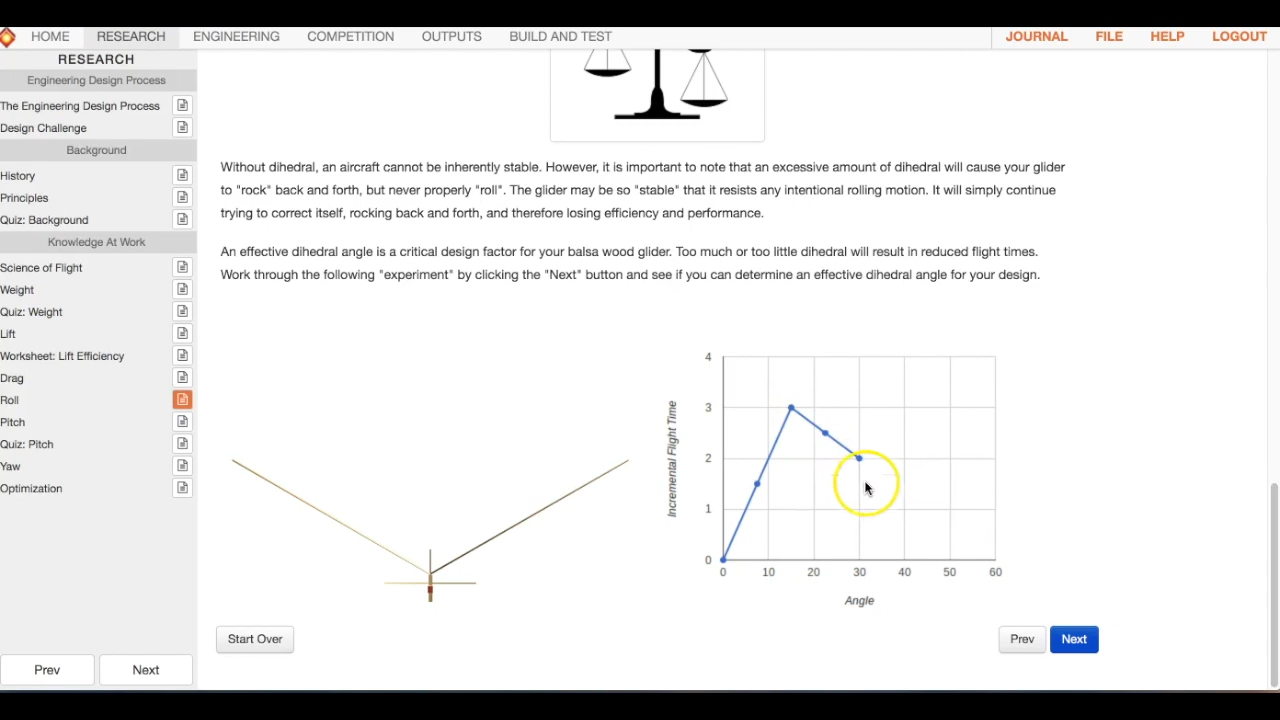 HOME RESEARCH ENGINEERING COMPETITION OUTPUTS BUILD AND TEST JOURNAL FILE HELP LOGOUT
RESEARCH
Engineering Design Process
The Engineering Design Process
Design Challenge
Background
History
Principles
Quiz: Background
Knowledge At Work
Science of Flight
Weight
Quiz: Weight
Lift
Worksheet: Lift Efficiency
Drag
Roll
Pitch
Quiz: Pitch
Yaw
Optimization
Prev Next
Without dihedral, an aircraft cannot be inherently stable. However, it is important to note that an excessive amount of dihedral will cause your glider
to "rock" back and forth, but never properly "roll". The glider may be so "stable" that it resists any intentional rolling motion. It will simply continue
trying to correct itself, rocking back and forth, and therefore losing efficiency and performance.
An effective dihedral angle is a critical design factor for your balsa wood glider. Too much or too little dihedral will result in reduced flight times.
Work through the following "experiment" by clicking the "Next" button and see if you can determine an effective dihedral angle for your design.
Incremental Flight Time
4
3
2
1
0
0 10 20 30 40 50 60
Angle
Start Over Prev Next